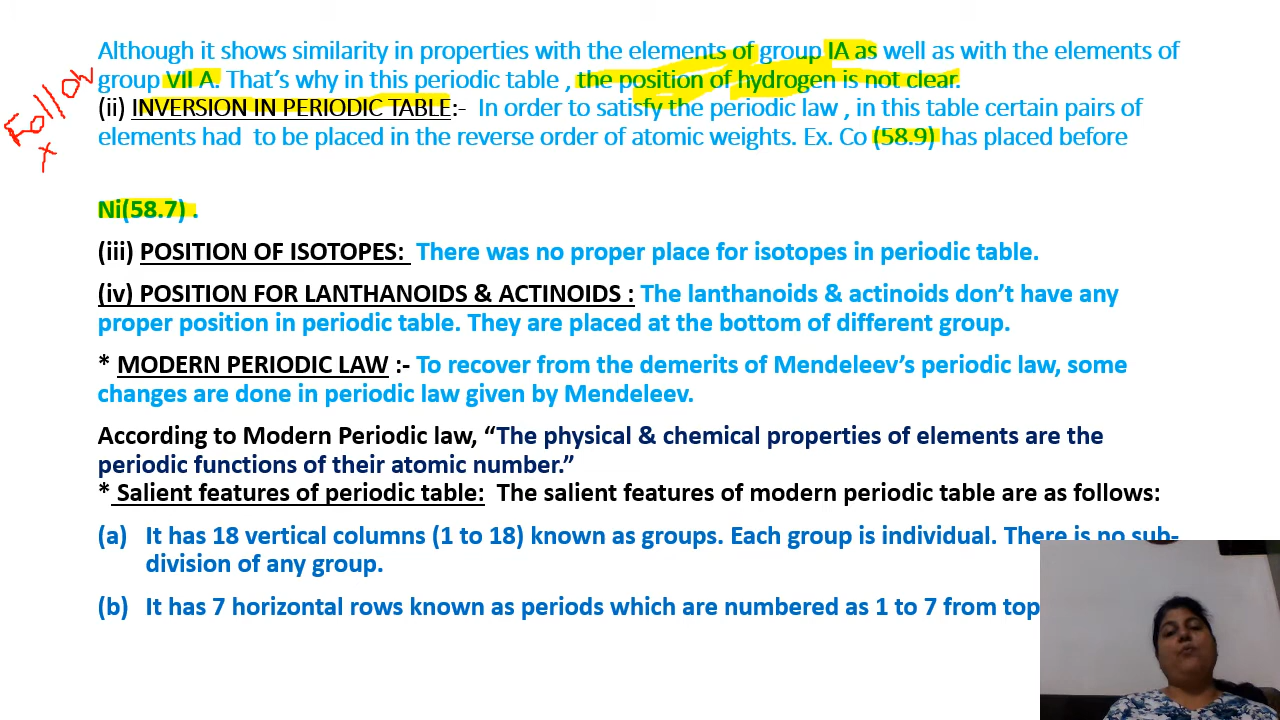 Although it shows similarity in properties with the elements of group IA as well as with the elements of
group VII A. That's why in this periodic table , the position of hydrogen is not clear.
Follow
x
(ii) INVERSION IN PERIODIC TABLE:- In order to satisfy the periodic law , in this table certain pairs of
elements had to be placed in the reverse order of atomic weights. Ex. Co (58.9) has placed before
Ni(58.7) .
(iii) POSITION OF ISOTOPES: There was no proper place for isotopes in periodic table.
(iv) POSITION FOR LANTHANOIDS & ACTINOIDS : The lanthanoids & actinoids don't have any
proper position in periodic table. They are placed at the bottom of different group.
* MODERN PERIODIC LAW :- To recover from the demerits of Mendeleev's periodic law, some
changes are done in periodic law given by Mendeleev.
According to Modern Periodic law, “The physical & chemical properties of elements are the
periodic functions of their atomic number.”
* Salient features of periodic table: The salient features of modern periodic table are as follows:
(a) It has 18 vertical columns (1 to 18) known as groups. Each group is individual. There is no sub-
division of any group.
(b) It has 7 horizontal rows known as periods which are numbered as 1 to 7 from top